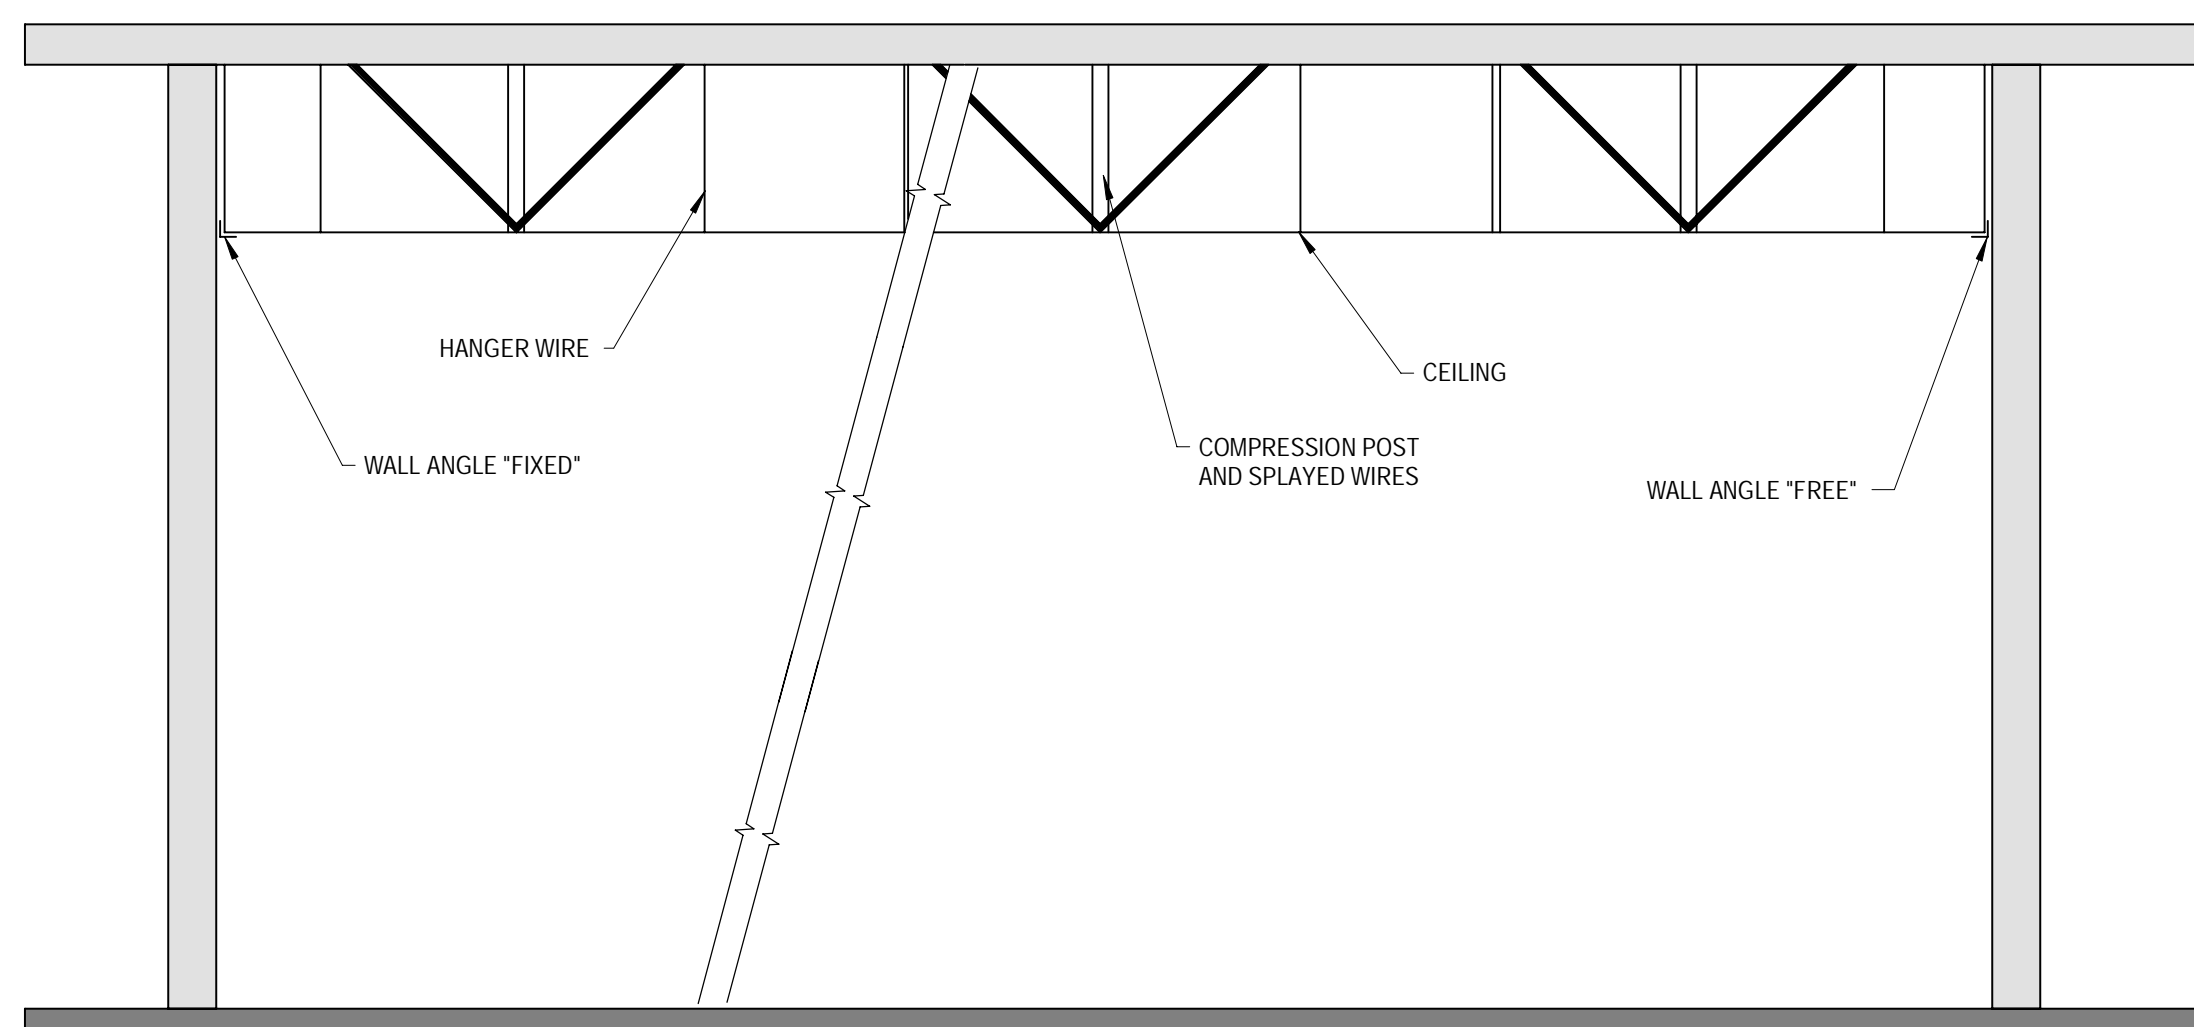 HANGER WIRE
CEILING
COMPRESSION POST
AND SPLAYED WIRES
WALL ANGLE "FIXED"
WALL ANGLE "FREE"